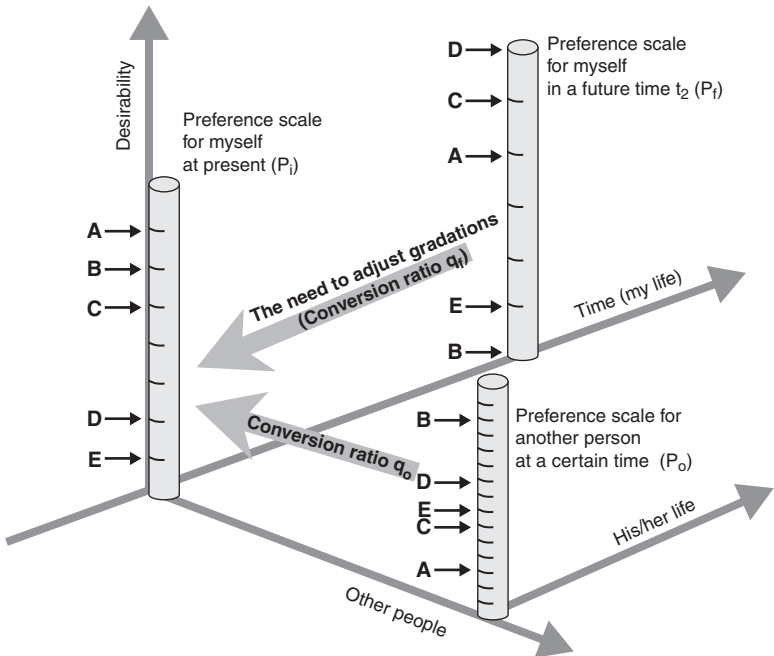 Desirability
Preference scale
for myself
at present (Pi)
A
B
C
D
E
D
C
A
E
B
Preference scale
for myself
in a future time t2 (Pf)
The need to adjust gradations
(Conversion ratio qf)
Time (my life)
Conversion ratio qo
B
D
E
C
A
Preference scale for
another person
at a certain time (Po)
His/her life
Other people